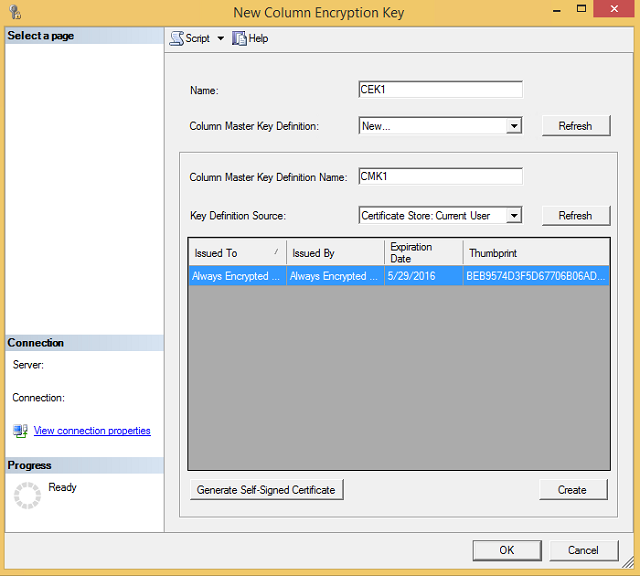 New Column Encryption Key
Select a page
Script Help
Name: CEK1
Column Master Key Definition: New... Refresh
Column Master Key Definition Name: CMK1
Key Definition Source: Certificate Store: Current User Refresh
Issued To / Issued By Expiration Date Thumbprint
Always Encrypted ... Always Encrypted ... 5/29/2016 BEB9574D3F5D67706B06AD...
Connection
Server:
Connection:
View connection properties
Progress
Ready
Generate Self-Signed Certificate Create
OK Cancel